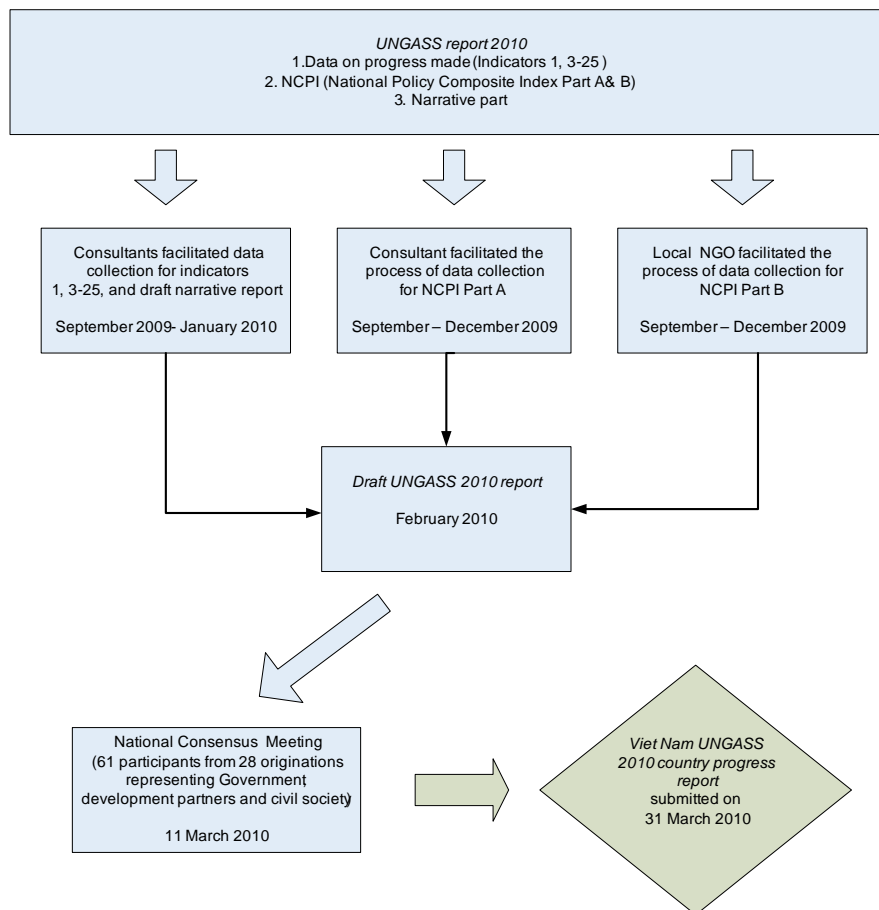 UNGASS report 2010
1.Data on progress made (Indicators 1, 3-25 )
2. NCPI (National Policy Composite Index Part A& B)
3. Narrative part
Consultants facilitated data
collection for indicators
1, 3-25, and draft narrative report
September 2009- January 2010
Consultant facilitated the
process of data collection
for NCPI Part A
September – December 2009
Local NGO facilitated the
process of data collection for
NCPI Part B
September – December 2009
Draft UNGASS 2010 report
February 2010
National Consensus Meeting
(61 participants from 28 originations
representing Government,
development partners and civil society)
11 March 2010
Viet Nam UNGASS
2010 country progress
report
submitted on
31 March 2010